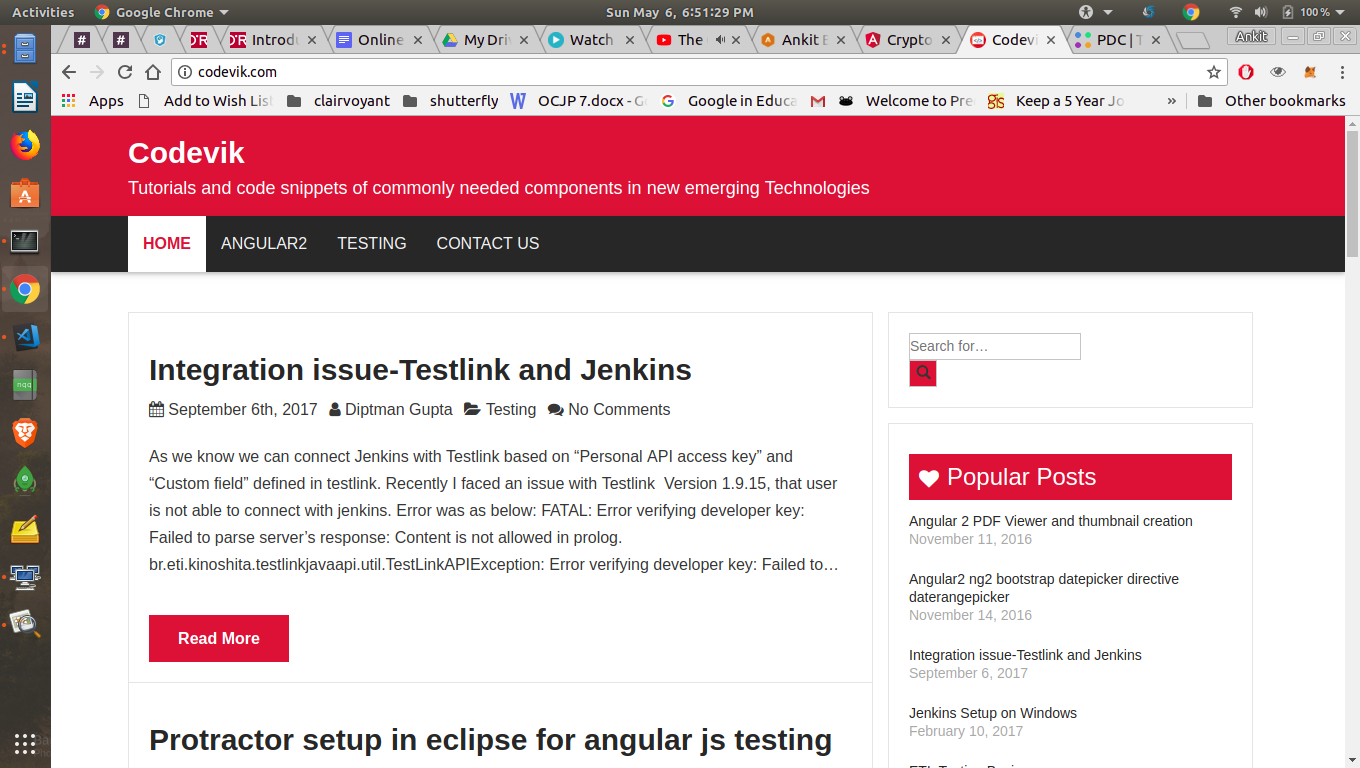 Activities Google Chrome Sun May 6, 6:51:29 PM 100%
# # Introdu Online My Driv Watch The Ankit B Crypto Codevi PDC | T Ankit
codevik.com
Apps Add to Wish List clairvoyant shutterfly OCJP 7.docx - Go Google in Educa Welcome to Pre Keep a 5 Year Jo » Other bookmarks
Codevik
Tutorials and code snippets of commonly needed components in new emerging Technologies
HOME ANGULAR2 TESTING CONTACT US
Integration issue-Testlink and Jenkins
September 6th, 2017 Diptman Gupta Testing No Comments
As we know we can connect Jenkins with Testlink based on “Personal API access key” and
“Custom field” defined in testlink. Recently I faced an issue with Testlink Version 1.9.15, that user
is not able to connect with jenkins. Error was as below: FATAL: Error verifying developer key:
Failed to parse server’s response: Content is not allowed in prolog.
br.eti.kinoshita.testlinkjavaapi.util.TestLinkAPIException: Error verifying developer key: Failed to…
Read More
Protractor setup in eclipse for angular js testing
Search for…
Popular Posts
Angular 2 PDF Viewer and thumbnail creation
November 11, 2016
Angular2 ng2 bootstrap datepicker directive
daterangepicker
November 14, 2016
Integration issue-Testlink and Jenkins
September 6, 2017
Jenkins Setup on Windows
February 10, 2017